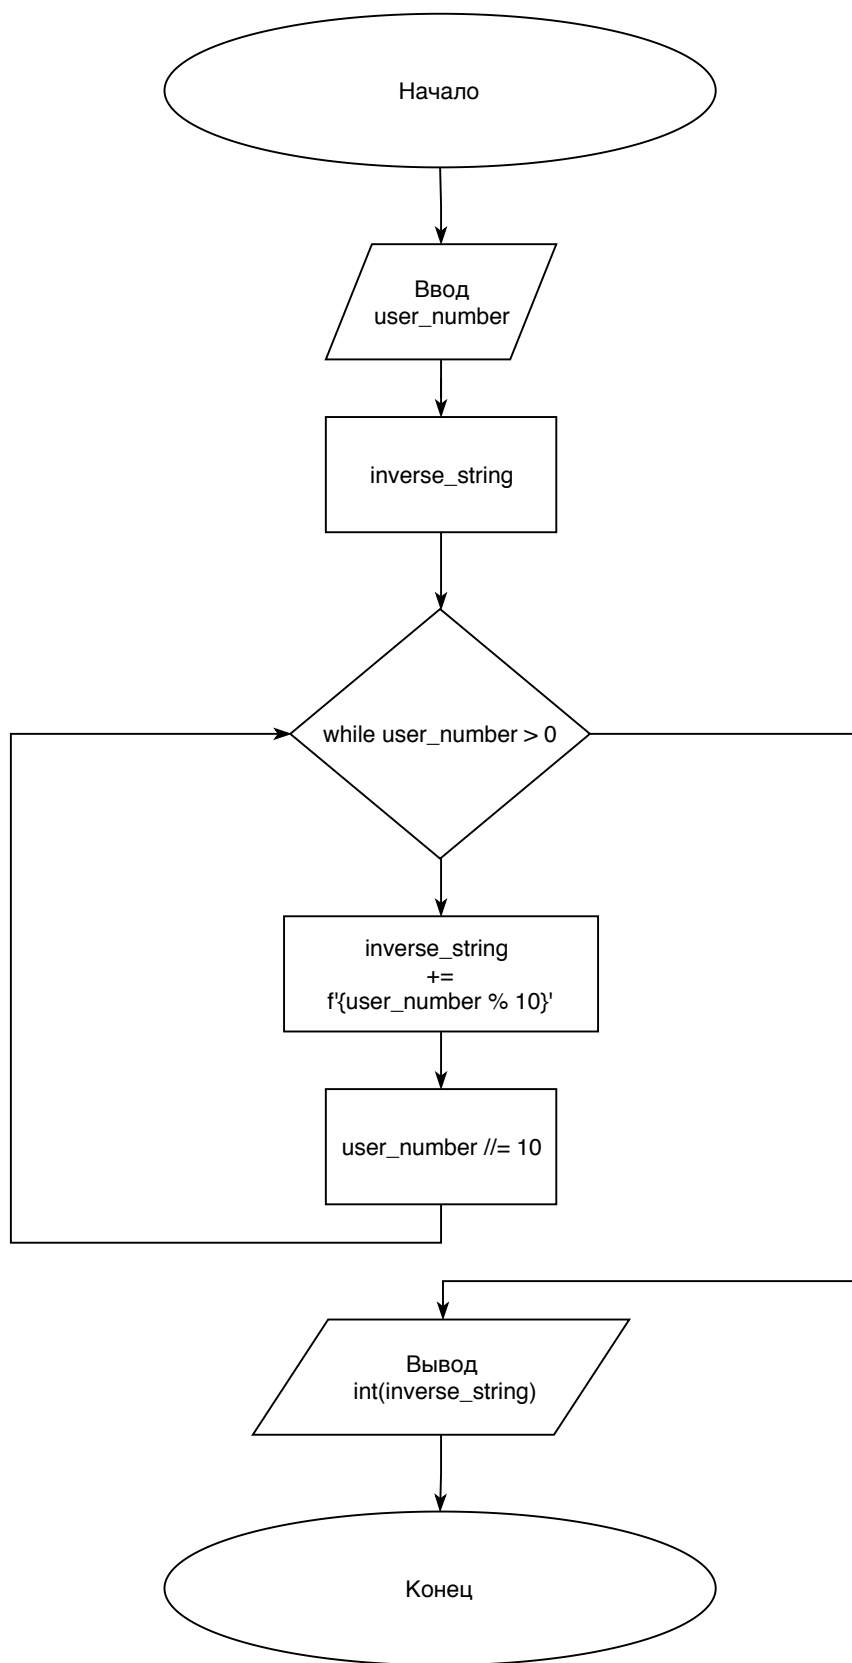 Начало
Ввод
user_number
inverse_string
while user_number > 0
inverse_string
+=
f'{user_number % 10}'
user_number //= 10
Вывод
int(inverse_string)
Конец